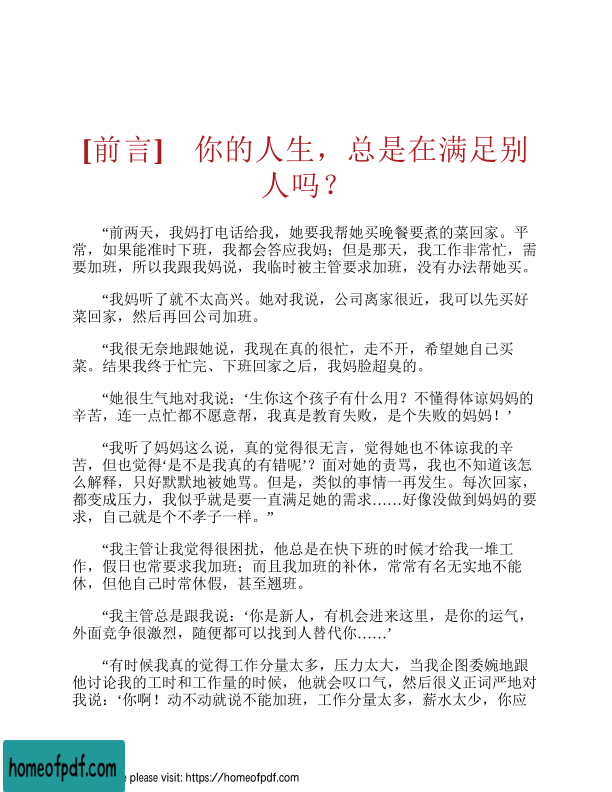 [前言] 你的人生，总是在满足别
人吗？
“前两天，我妈打电话给我，她要我帮她买晚餐要煮的菜回家。平
常，如果能准时下班，我都会答应我妈；但是那天，我工作非常忙，需
要加班，所以我跟我妈说，我临时被主管要求加班，没有办法帮她买。
“我妈听了就不太高兴。她对我说，公司离家很近，我可以先买好
菜回家，然后再回公司加班。
“我很无奈地跟她说，我现在真的很忙，走不开，希望她自己买
菜。结果我终于忙完、下班回家之后，我妈脸超臭的。
“她很生气地对我说：‘生你这个孩子有什么用？不懂得体谅妈妈的
辛苦，连一点忙都不愿意帮，我真是教育失败，是个失败的妈妈！’
“我听了妈妈这么说，真的觉得很无言，觉得她也不体谅我的辛
苦，但也觉得‘是不是我真的有错呢’？面对她的责骂，我也不知道该怎
么解释，只好默默地被她骂。但是，类似的事情一再发生。每次回家，
都变成压力，我似乎就是要一直满足她的需求……好像没做到妈妈的要
求，自己就是个不孝子一样。”
“我主管让我觉得很困扰，他总是在快下班的时候才给我一堆工
作，假日也常要求我加班；而且我加班的补休，常常有名无实地不能
休，但他自己时常休假，甚至翘班。
“我主管总是跟我说：‘你是新人，有机会进来这里，是你的运气，
外面竞争很激烈，随便都可以找到人替代你……’
“有时候我真的觉得工作分量太多，压力太大，当我企图委婉地跟
他讨论我的工时和工作量的时候，他就会叹口气，然后很义正词严地对
我说：‘你啊！动不动就说不能加班，工作分量太多，薪水太少，你应
homeofpdf.com
e please visit: https://homeofpdf.com